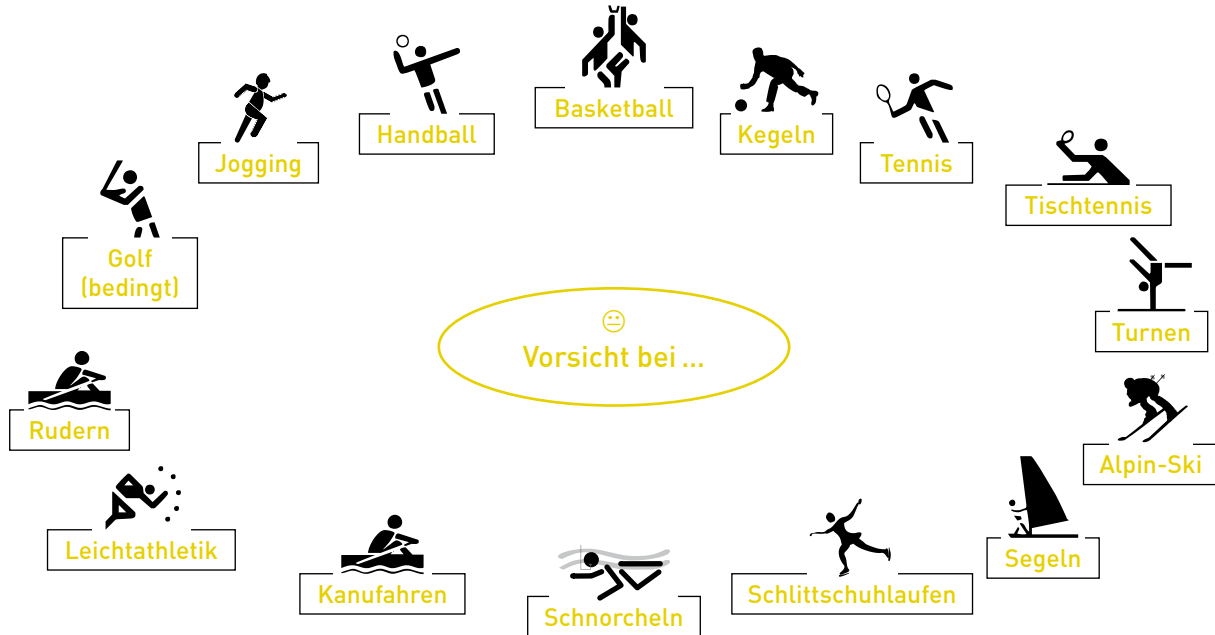 Basketball
Handball
Kegeln
Jogging
Tennis
Tischtennis
Golf
(bedingt)
Turnen
Vorsicht bei ...
Rudern
Alpin-Ski
Leichtathletik
Segeln
Kanufahren
Schlittschuhlaufen
Schnorcheln